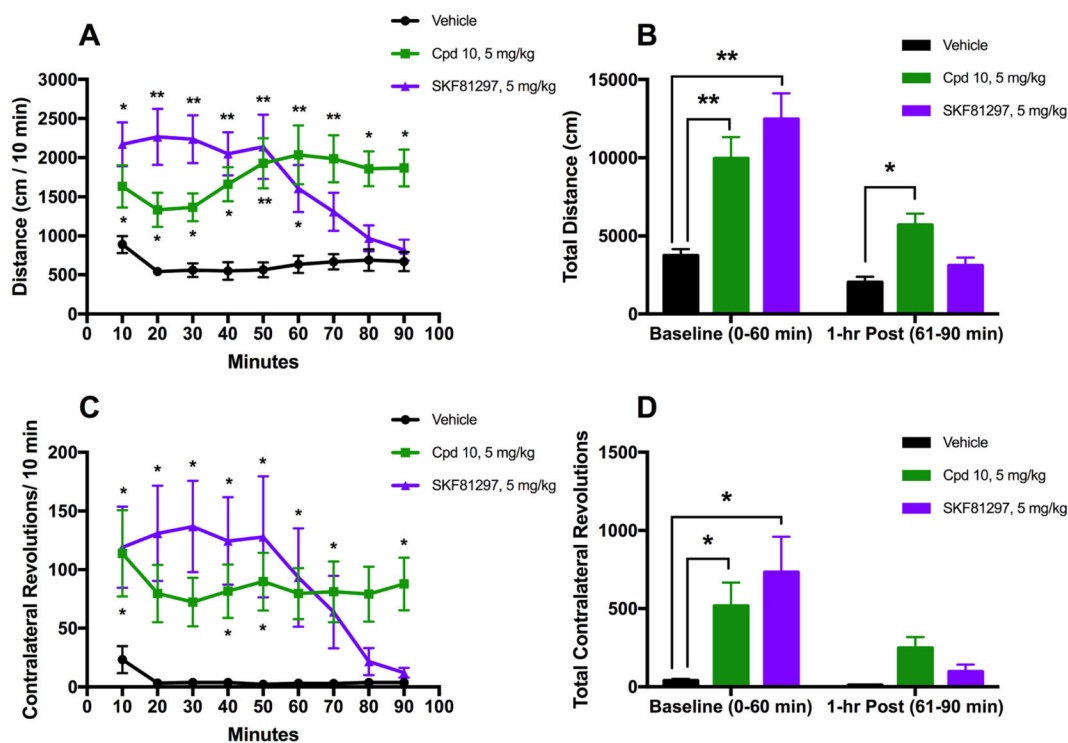 A
Vehicle
Cpd 10, 5 mg/kg
SKF81297, 5 mg/kg
Distance (cm / 10 min)
3000
2500
2000
1500
1000
500
0
* ** ** ** ** ** ** * *
* * * * ** *
0 10 20 30 40 50 60 70 80 90 100
Minutes
B
Vehicle
Cpd 10, 5 mg/kg
SKF81297, 5 mg/kg
Total Distance (cm)
15000
10000
5000
0
**
**
*
Baseline (0-60 min) 1-hr Post (61-90 min)
C
Vehicle
Cpd 10, 5 mg/kg
SKF81297, 5 mg/kg
Contralateral Revolutions/ 10 min
200
150
100
50
0
* * * * * * * *
* * *
0 10 20 30 40 50 60 70 80 90 100
Minutes
D
Vehicle
Cpd 10, 5 mg/kg
SKF81297, 5 mg/kg
Total Contralateral Revolutions
1500
1000
500
0
*
*
Baseline (0-60 min) 1-hr Post (61-90 min)